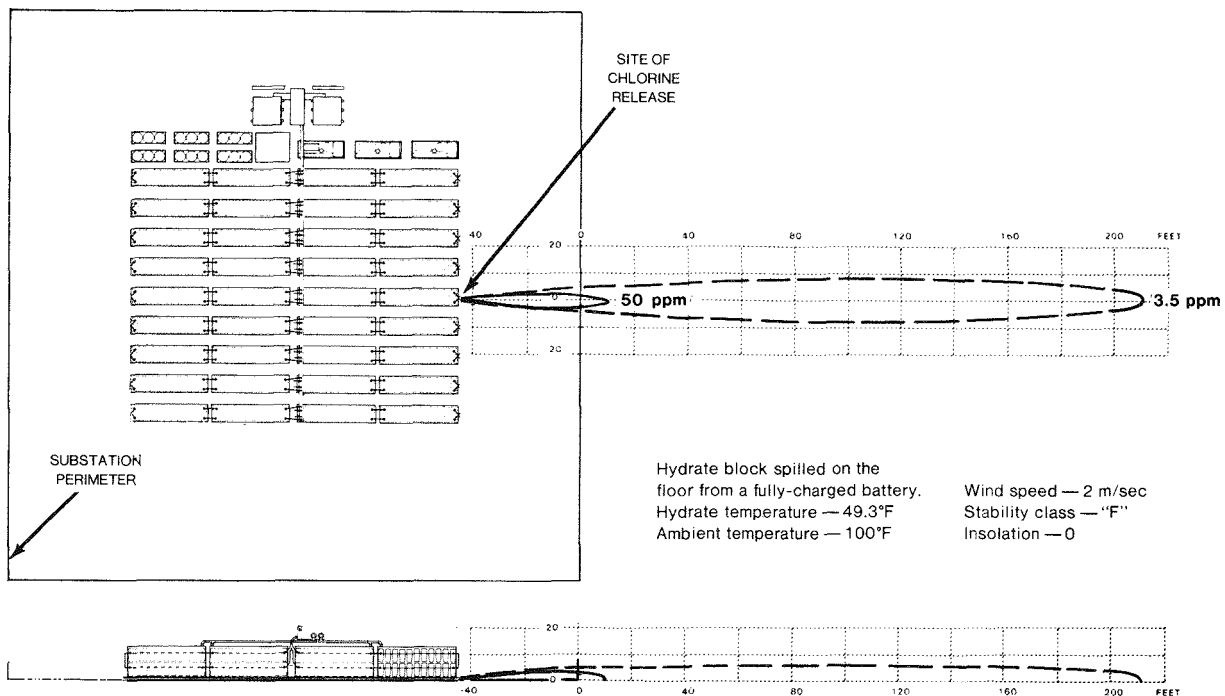 SITE OF
CHLORINE
RELEASE
40 0 40 80 120 160 200 FEET
20
0
20
50 ppm
3.5 ppm
SUBSTATION
PERIMETER
Hydrate block spilled on the
floor from a fully-charged battery.
Hydrate temperature — 49.3°F
Ambient temperature — 100°F
Wind speed — 2 m/sec
Stability class — "F"
Insolation — 0
20
0
-40 0 40 80 120 160 200 FEET